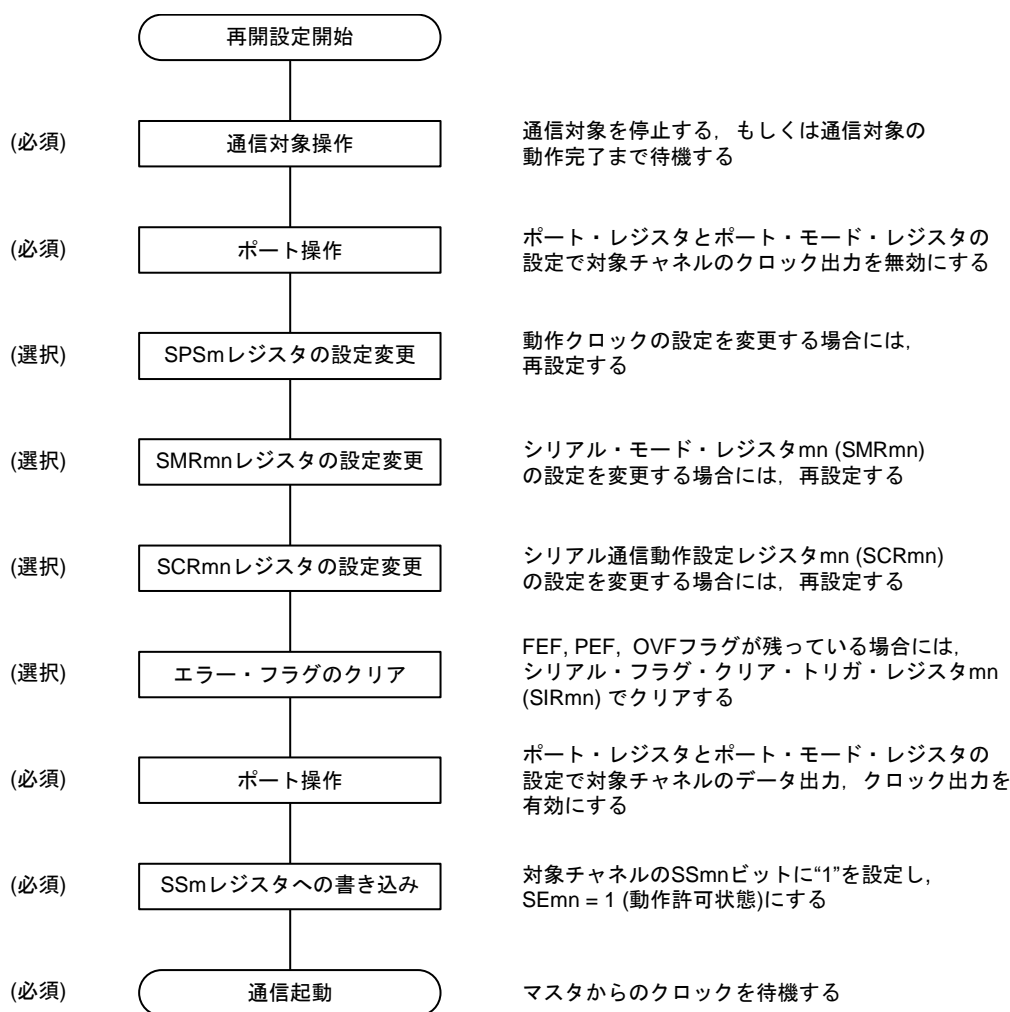 再開設定開始
(必須)
通信対象操作
通信対象を停止する，もしくは通信対象の
動作完了まで待機する
(必須)
ポート操作
ポート・レジスタとポート・モード・レジスタの
設定で対象チャネルのクロック出力を無効にする
(選択)
SPSmレジスタの設定変更
動作クロックの設定を変更する場合には，
再設定する
(選択)
SMRmnレジスタの設定変更
シリアル・モード・レジスタmn (SMRmn)
の設定を変更する場合には，再設定する
(選択)
SCRmnレジスタの設定変更
シリアル通信動作設定レジスタmn (SCRmn)
の設定を変更する場合には，再設定する
(選択)
エラー・フラグのクリア
FEF, PEF，OVFフラグが残っている場合には，
シリアル・フラグ・クリア・トリガ・レジスタmn
(SIRmn) でクリアする
(必須)
ポート操作
ポート・レジスタとポート・モード・レジスタの
設定で対象チャネルのデータ出力，クロック出力を
有効にする
(必須)
SSmレジスタへの書き込み
対象チャネルのSSmnビットに“1”を設定し，
SEmn = 1 (動作許可状態)にする
(必須)
通信起動
マスタからのクロックを待機する